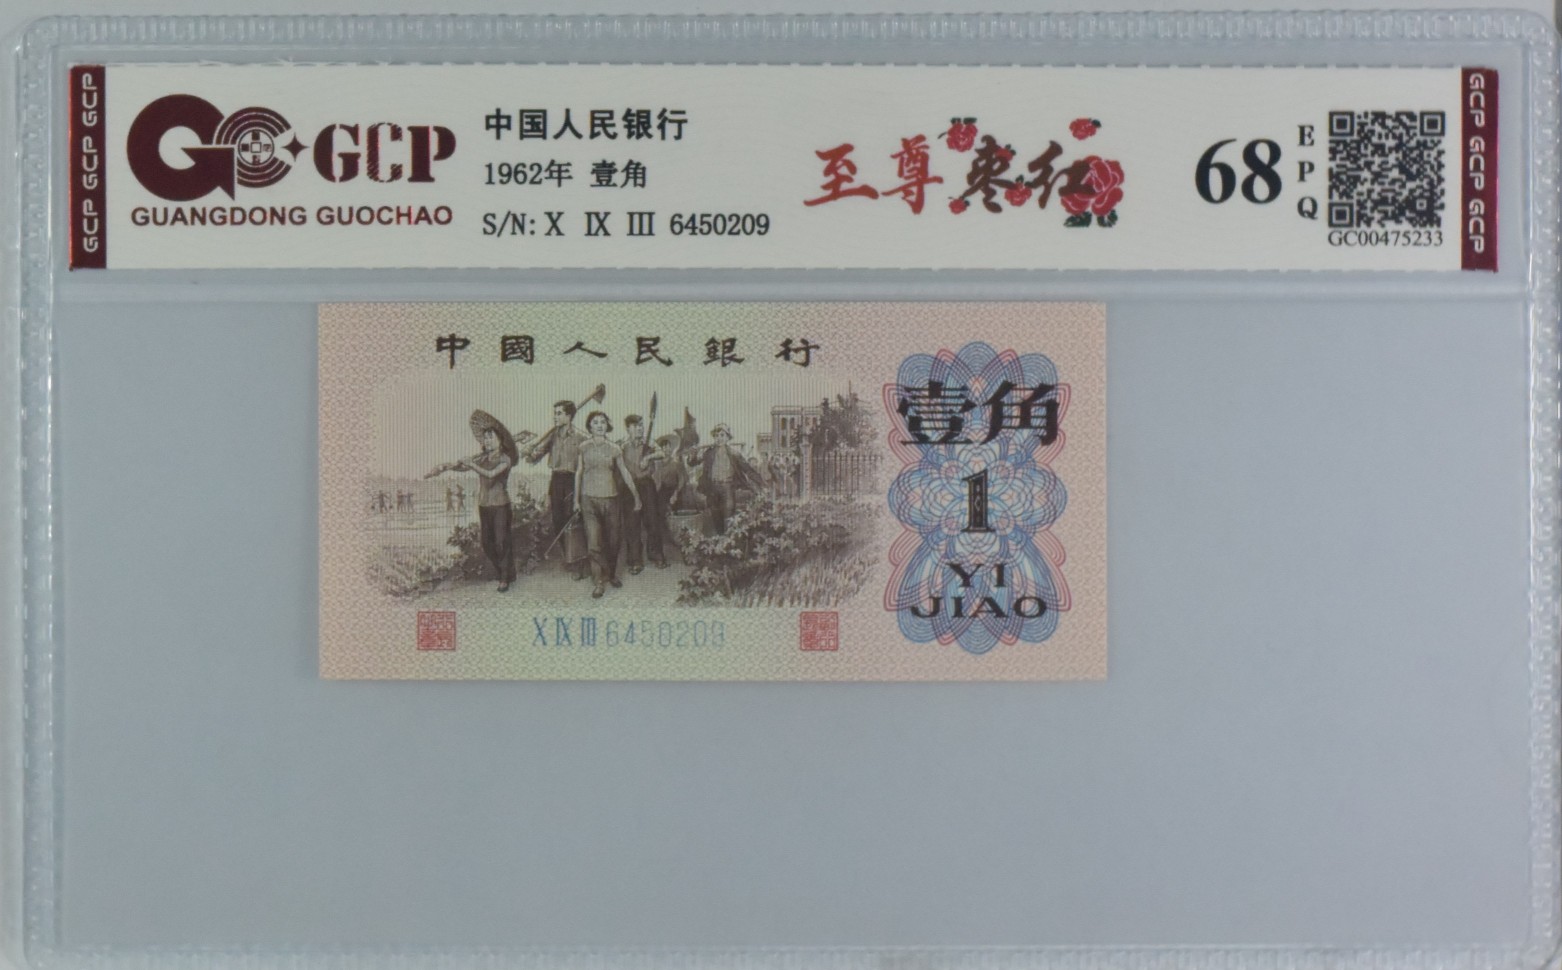 GCP GCP GCP
GCP
GUANGDONG GUOCHAO
中国人民银行
1962年 壹角
S/N: X IX III 6450209
至尊枣红
68
EPQ
GC00475233
GCP GCP GCP
中國人民銀行
壹角
1
YI
JIAO
X IX III 6450209